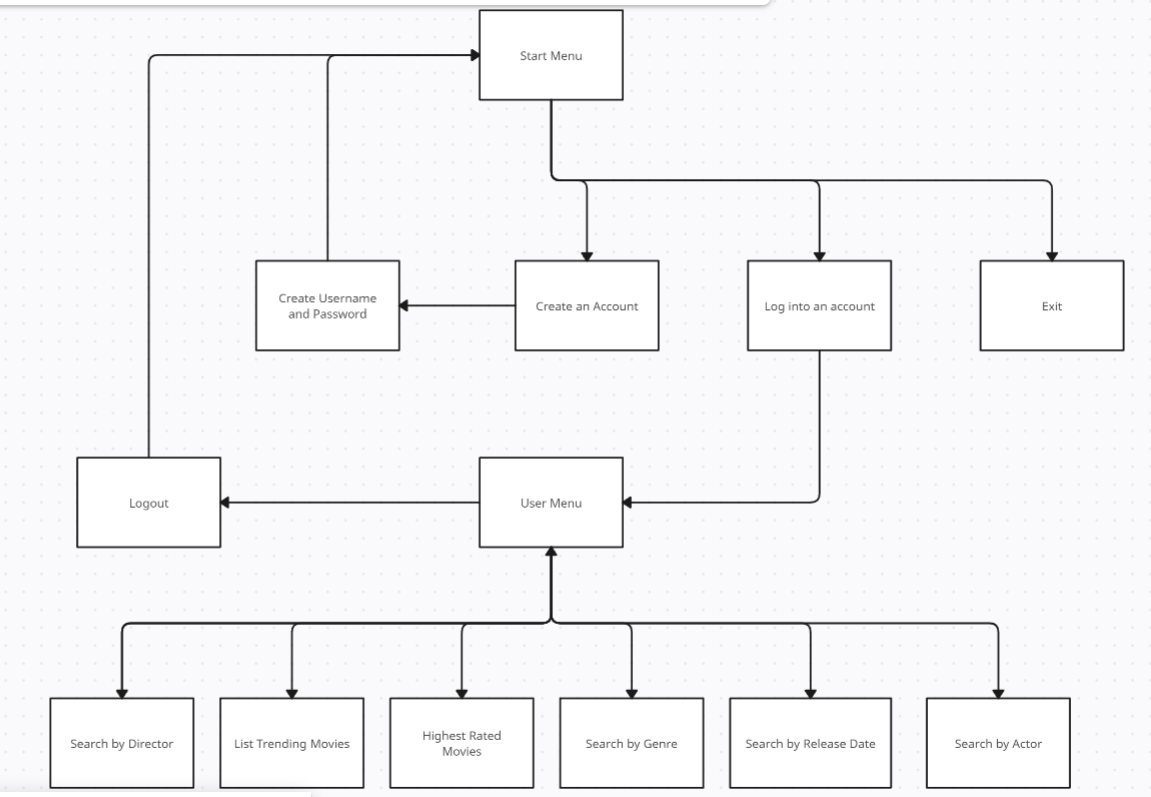 Start Menu
Create Username
and Password
Create an Account
Log into an account
Exit
Logout
User Menu
Search by Director
List Trending Movies
Highest Rated
Movies
Search by Genre
Search by Release Date
Search by Actor